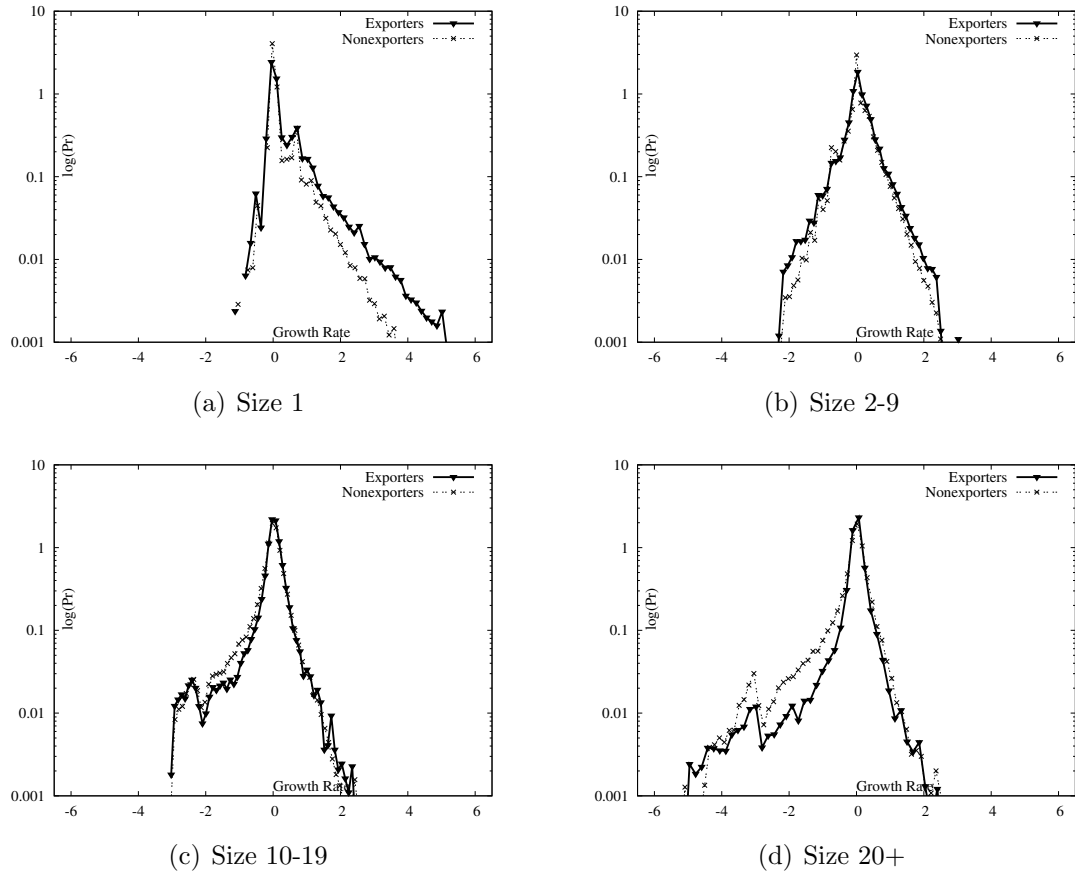 10
1
0.1
0.01
0.001
log(Pr)
Exporters
Nonexporters
Growth Rate
-6 -4 -2 0 2 4 6
(a) Size 1
10
1
0.1
0.01
0.001
log(Pr)
Exporters
Nonexporters
Growth Rate
-6 -4 -2 0 2 4 6
(b) Size 2-9
10
1
0.1
0.01
0.001
log(Pr)
Exporters
Nonexporters
Growth Rate
-6 -4 -2 0 2 4 6
(c) Size 10-19
10
1
0.1
0.01
0.001
log(Pr)
Exporters
Nonexporters
Growth Rate
-6 -4 -2 0 2 4 6
(d) Size 20+